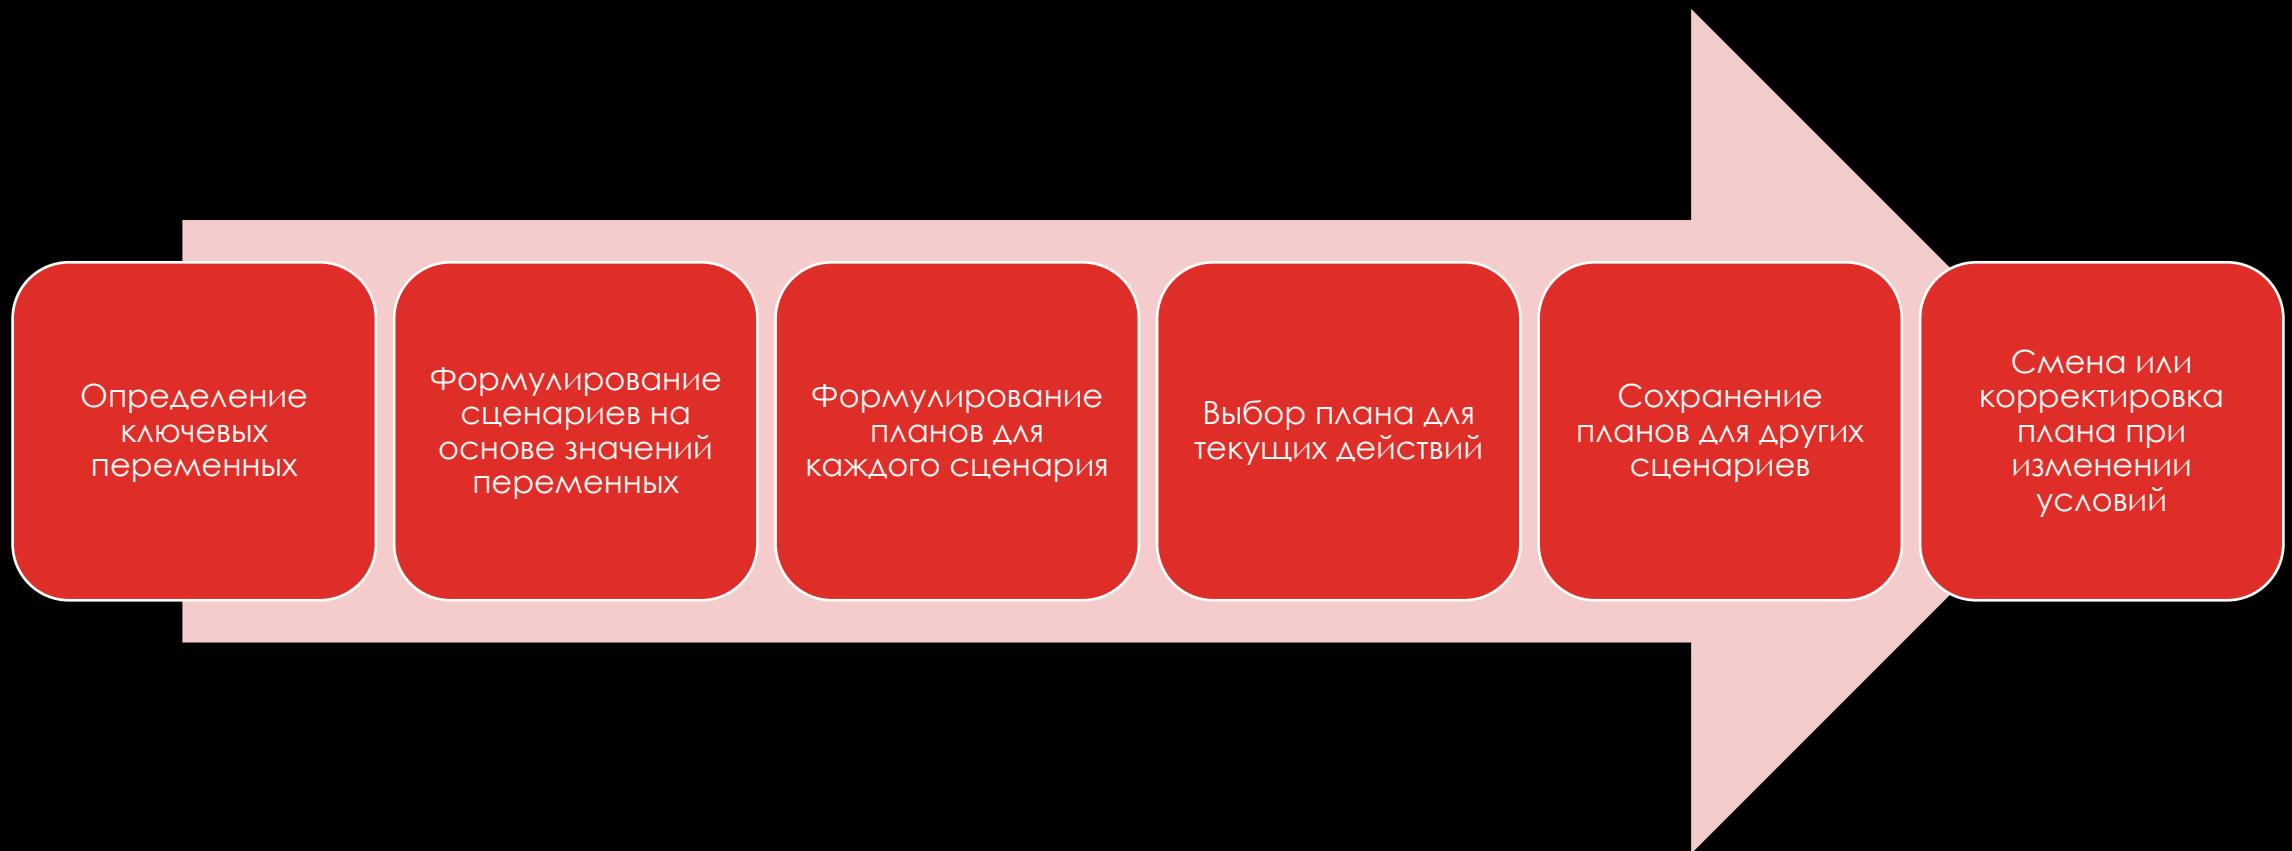 Определение
ключевых
переменных
Формулирование
сценариев на
основе значений
переменных
Формулирование
планов для
каждого сценария
Выбор плана для
текущих действий
Сохранение
планов для других
сценариев
Смена или
корректировка
плана при
изменении
условий